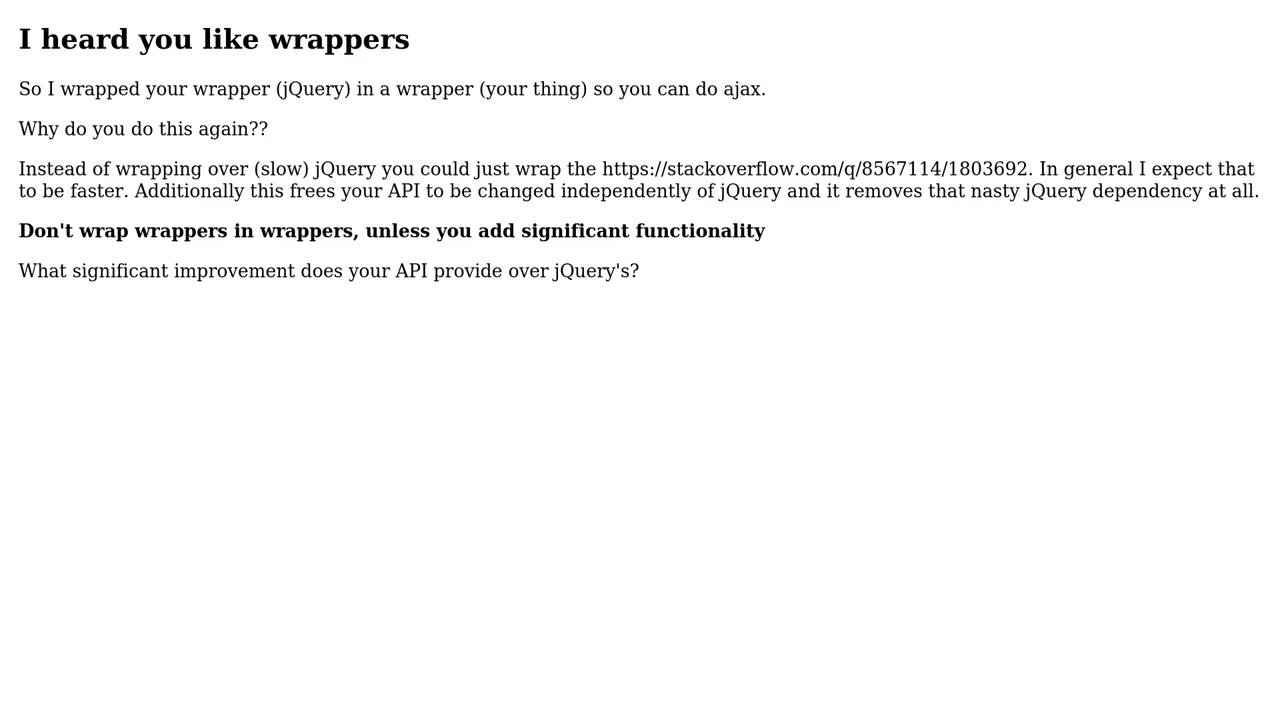 I heard you like wrappers
So I wrapped your wrapper (jQuery) in a wrapper (your thing) so you can do ajax.
Why do you do this again??
Instead of wrapping over (slow) jQuery you could just wrap the https://stackoverflow.com/q/8567114/1803692. In general I expect that
to be faster. Additionally this frees your API to be changed independently of jQuery and it removes that nasty jQuery dependency at all.
Don't wrap wrappers in wrappers, unless you add significant functionality
What significant improvement does your API provide over jQuery's?